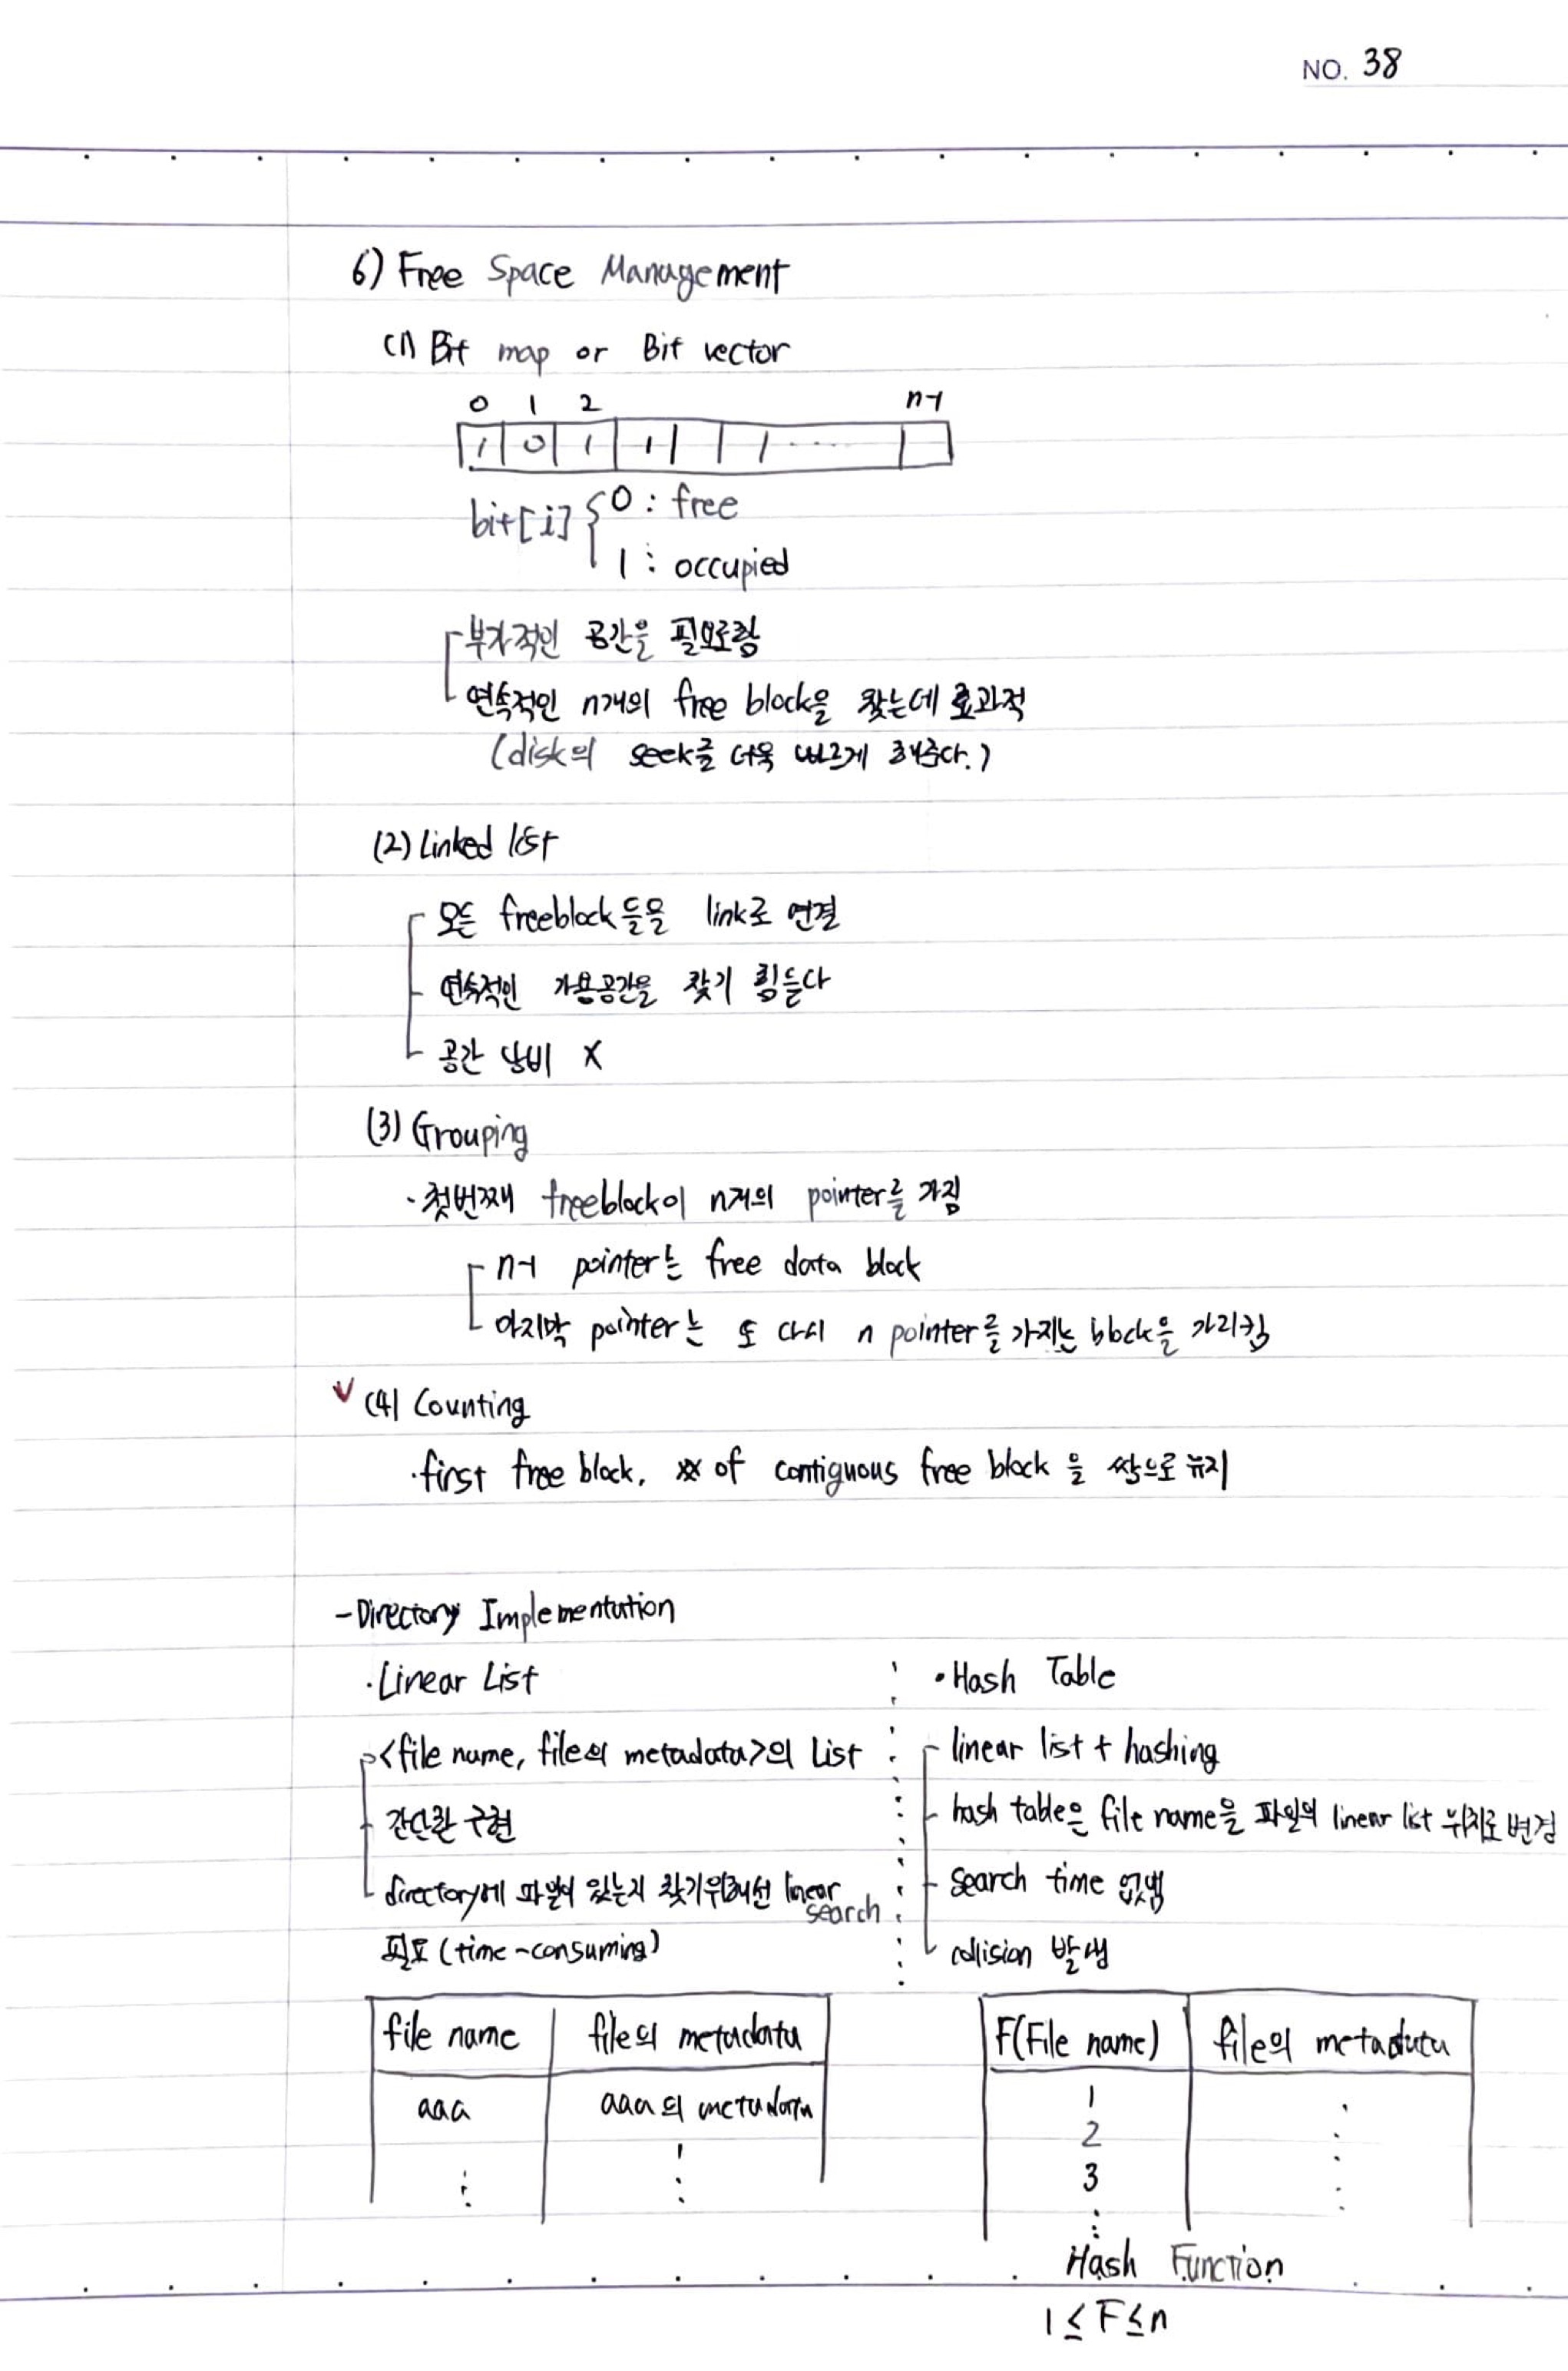 NO. 38
6) Free Space Management
(1) Bit map or Bit vector
0 1 2 n-1
1 0 1 1 ....
bit[i] { 0 : free
1 : occupied
부가적인 공간을 필요로함
연속적인 n개의 free block을 찾는데 효과적
(disk의 seek를 더욱 빠르게 해준다.)
(2) Linked list
모든 freeblock들을 link로 연결
연속적인 가용공간을 찾기 힘들다
공간 낭비 X
(3) Grouping
· 첫번째 freeblock이 n개의 pointer를 가짐
n-1 pointer는 free data block
마지막 pointer는 또 다시 n pointer를 가지는 block을 가리킴
✓ (4) Counting
· first free block, # of contiguous free block 을 쌍으로 유지
- Directory Implementation
· Linear List
<file name, file의 metadata>의 List
간단한 구현
directory에 파일이 있는지 찾기위해선 linear search
필요 (time-consuming)
file name file의 metadata
aaa aaa의 metadata
⋮ ⋮
• Hash Table
linear list + hashing
hash table은 file name을 파일의 linear list 위치로 변경
search time 없앰
collision 발생
F(File name) file의 metadata
1
2
3
⋮ ⋮
Hash Function
1 ≤ F ≤ n